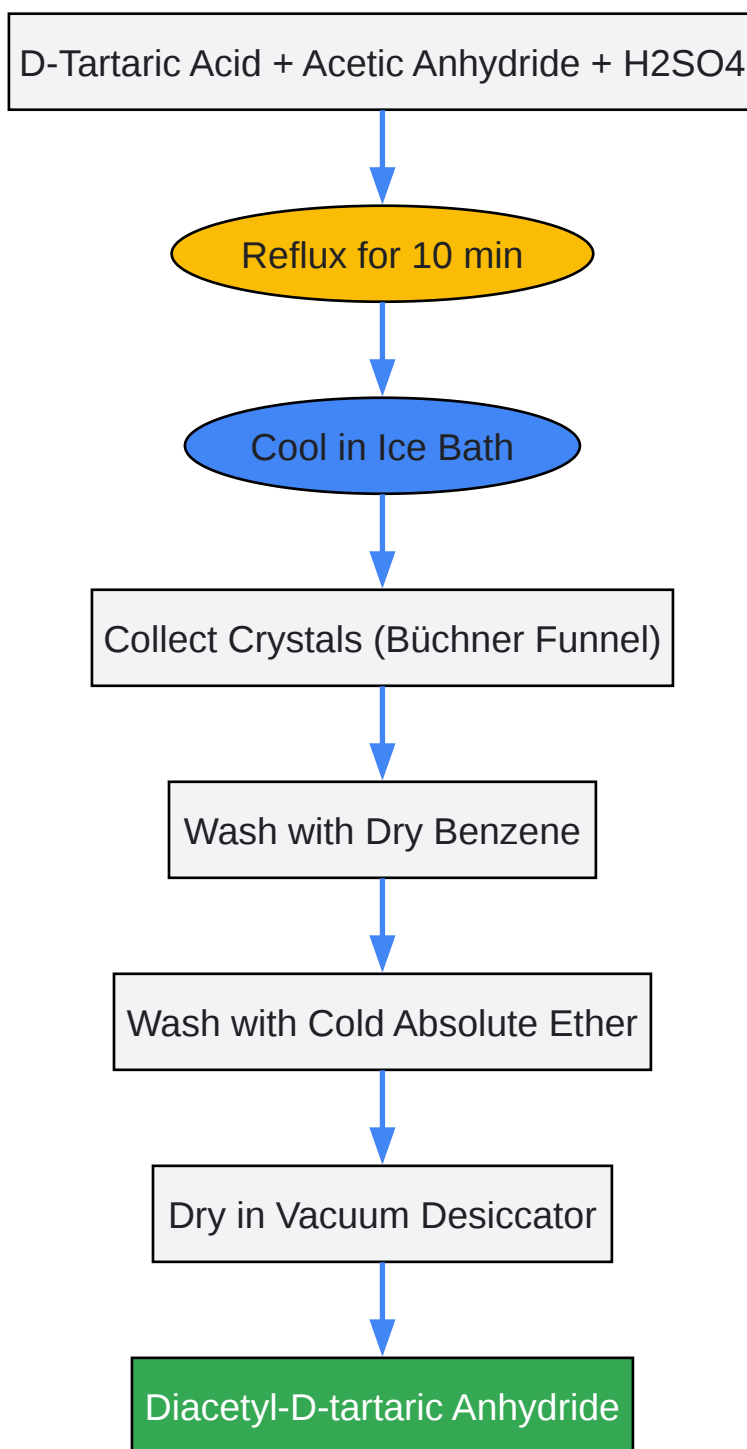 D-Tartaric Acid + Acetic Anhydride + H2SO4
Reflux for 10 min
Cool in Ice Bath
Collect Crystals (Büchner Funnel)
Wash with Dry Benzene
Wash with Cold Absolute Ether
Dry in Vacuum Desiccator
Diacetyl-D-tartaric Anhydride